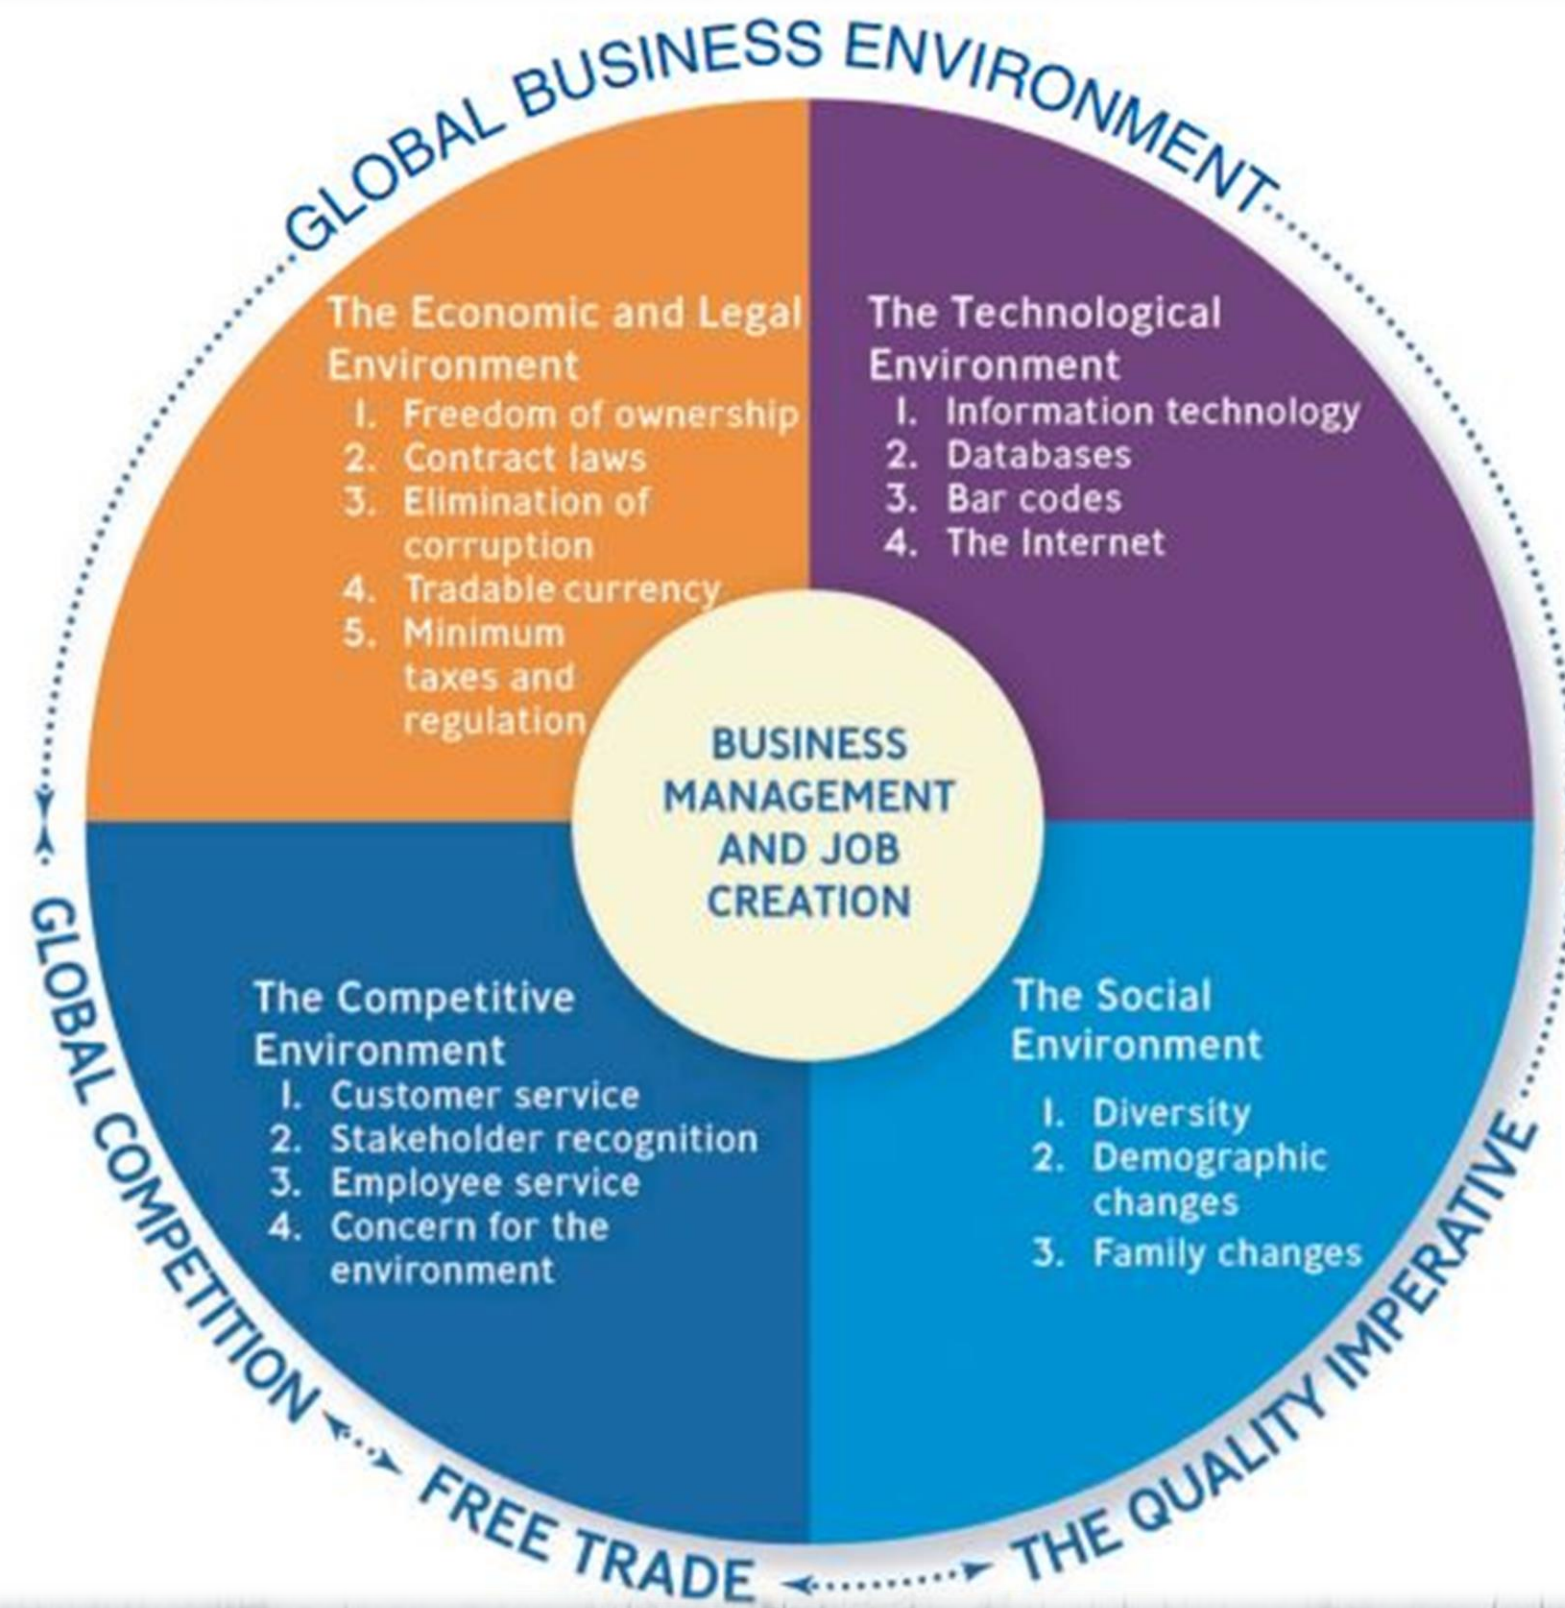 GLOBAL BUSINESS ENVIRONMENT
The Economic and Legal
Environment
1. Freedom of ownership
2. Contract laws
3. Elimination of
corruption
4. Tradable currency
5. Minimum
taxes and
regulation
The Technological
Environment
1. Information technology
2. Databases
3. Bar codes
4. The Internet
BUSINESS
MANAGEMENT
AND JOB
CREATION
The Competitive
Environment
1. Customer service
2. Stakeholder recognition
3. Employee service
4. Concern for the
environment
The Social
Environment
1. Diversity
2. Demographic
changes
3. Family changes
GLOBAL COMPETITION
FREE TRADE
THE QUALITY IMPERATIVE